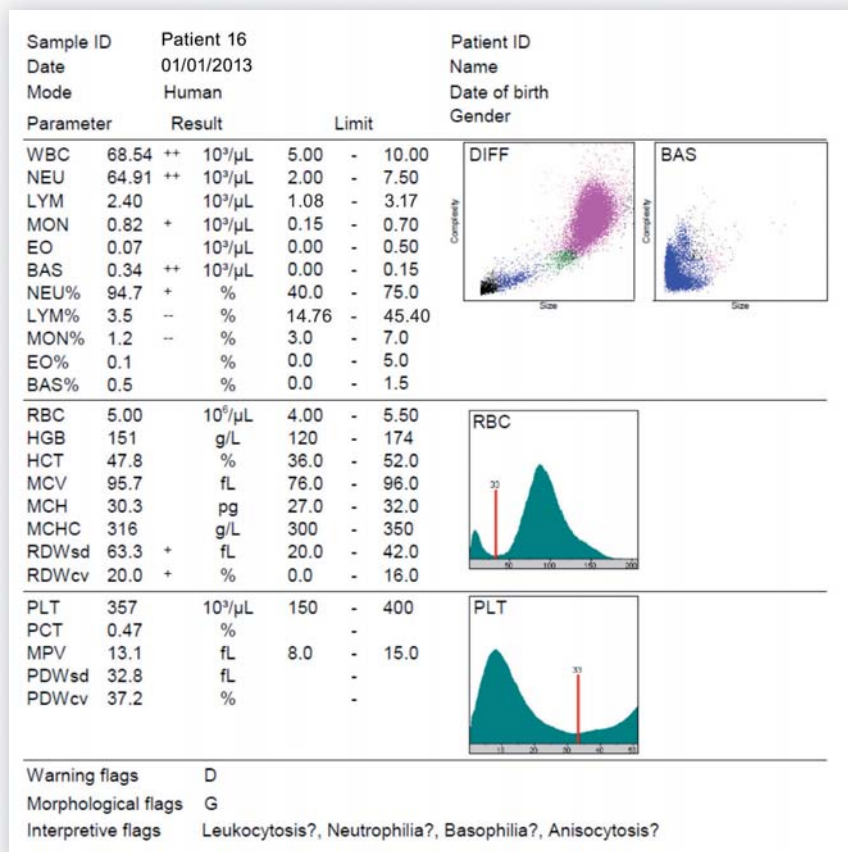 Sample ID Patient 16 Patient ID
Date 01/01/2013 Name
Mode Human Date of birth
Parameter Result Limit Gender
WBC 68.54 ++ 10³/µL 5.00 - 10.00
NEU 64.91 ++ 10³/µL 2.00 - 7.50
LYM 2.40 10³/µL 1.08 - 3.17
MON 0.82 + 10³/µL 0.15 - 0.70
EO 0.07 10³/µL 0.00 - 0.50
BAS 0.34 ++ 10³/µL 0.00 - 0.15
NEU% 94.7 + % 40.0 - 75.0
LYM% 3.5 -- % 14.76 - 45.40
MON% 1.2 -- % 3.0 - 7.0
EO% 0.1 % 0.0 - 5.0
BAS% 0.5 % 0.0 - 1.5
DIFF
Complexity
Size
BAS
Complexity
Size
RBC 5.00 10⁶/µL 4.00 - 5.50
HGB 151 g/L 120 - 174
HCT 47.8 % 36.0 - 52.0
MCV 95.7 fL 76.0 - 96.0
MCH 30.3 pg 27.0 - 32.0
MCHC 316 g/L 300 - 350
RDWsd 63.3 + fL 20.0 - 42.0
RDWcv 20.0 + % 0.0 - 16.0
RBC
33
50 100 150 200
PLT 357 10³/µL 150 - 400
PCT 0.47 % -
MPV 13.1 fL 8.0 - 15.0
PDWsd 32.8 fL -
PDWcv 37.2 % -
PLT
33
10 20 30 40 50
Warning flags D
Morphological flags G
Interpretive flags Leukocytosis?, Neutrophilia?, Basophilia?, Anisocytosis?